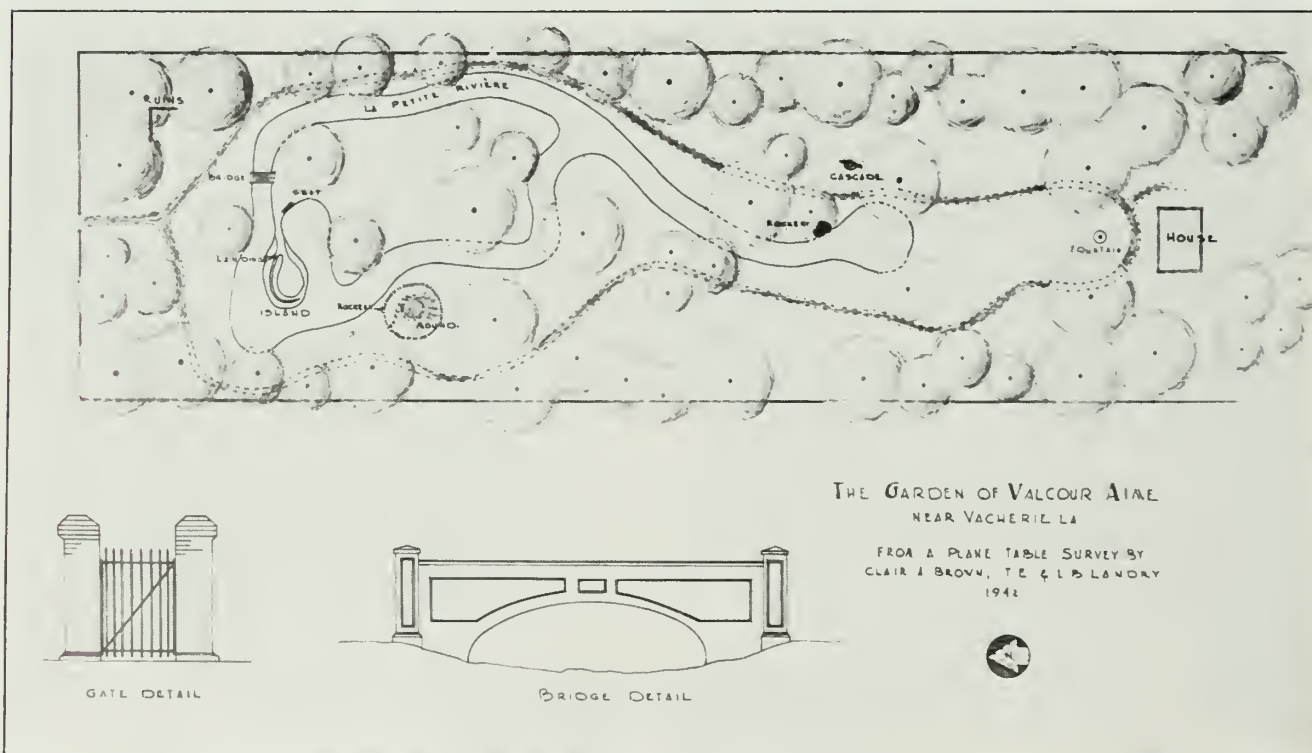 RUINS
LA PETITE RIVIÈRE
BRIDGE
SEAT
CASCADE
ROCKERY
LANDING
HOUSE
FOUNTAIN
ISLAND
ROCKERY
MOUND
THE GARDEN OF VALCOUR AIME
NEAR VACHERIE LA
FROM A PLANE TABLE SURVEY BY
CLAIR A BROWN, T E & L B LANDRY
1942
N
GATE DETAIL
BRIDGE DETAIL